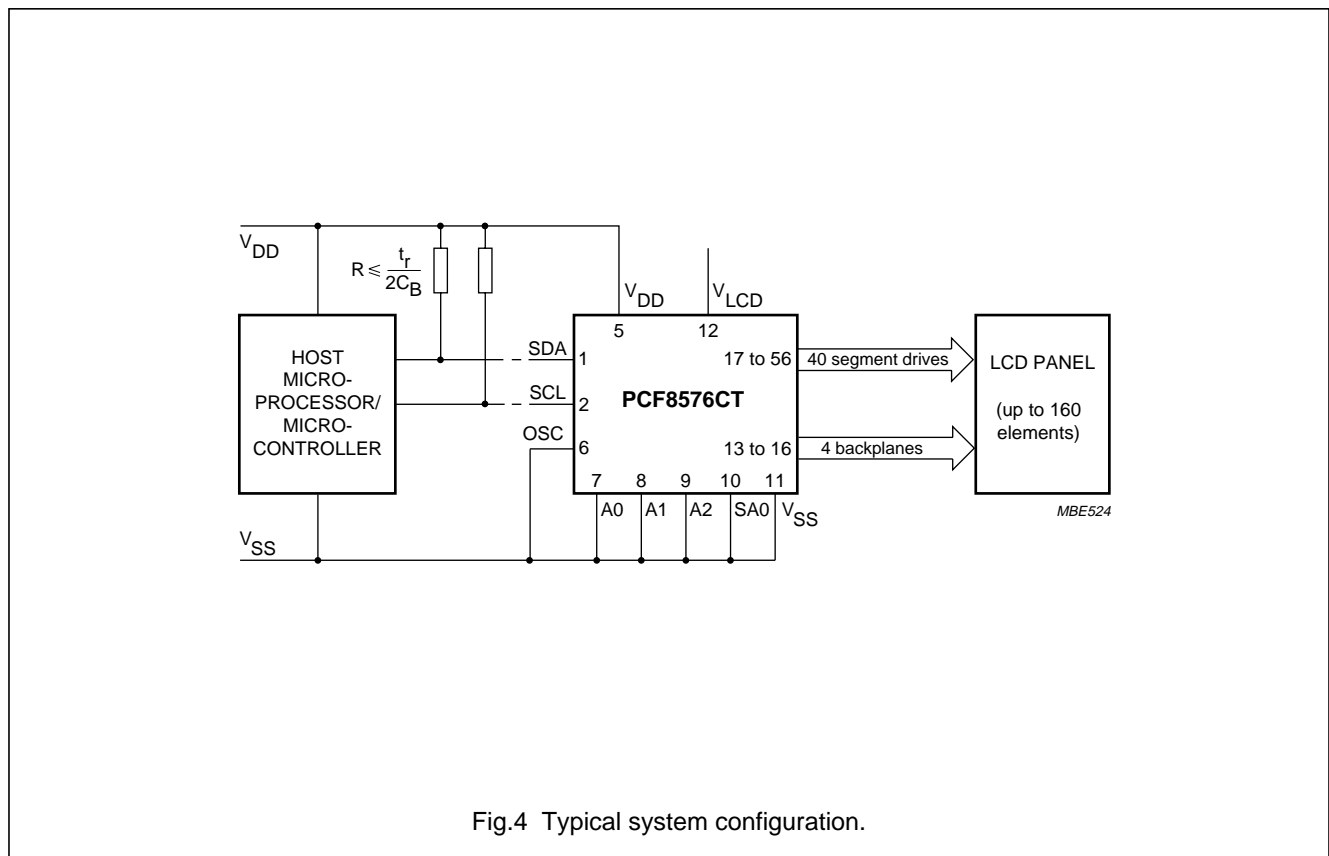 V_DD
R ≤ t_r / 2C_B
V_DD
V_LCD
5
12
HOST
MICRO-
PROCESSOR/
MICRO-
CONTROLLER
SDA
1
SCL
2
OSC
6
PCF8576CT
17 to 56
40 segment drives
13 to 16
4 backplanes
LCD PANEL
(up to 160
elements)
7
8
9
10
11
A0
A1
A2
SA0
V_SS
MBE524
V_SS
Fig.4 Typical system configuration.